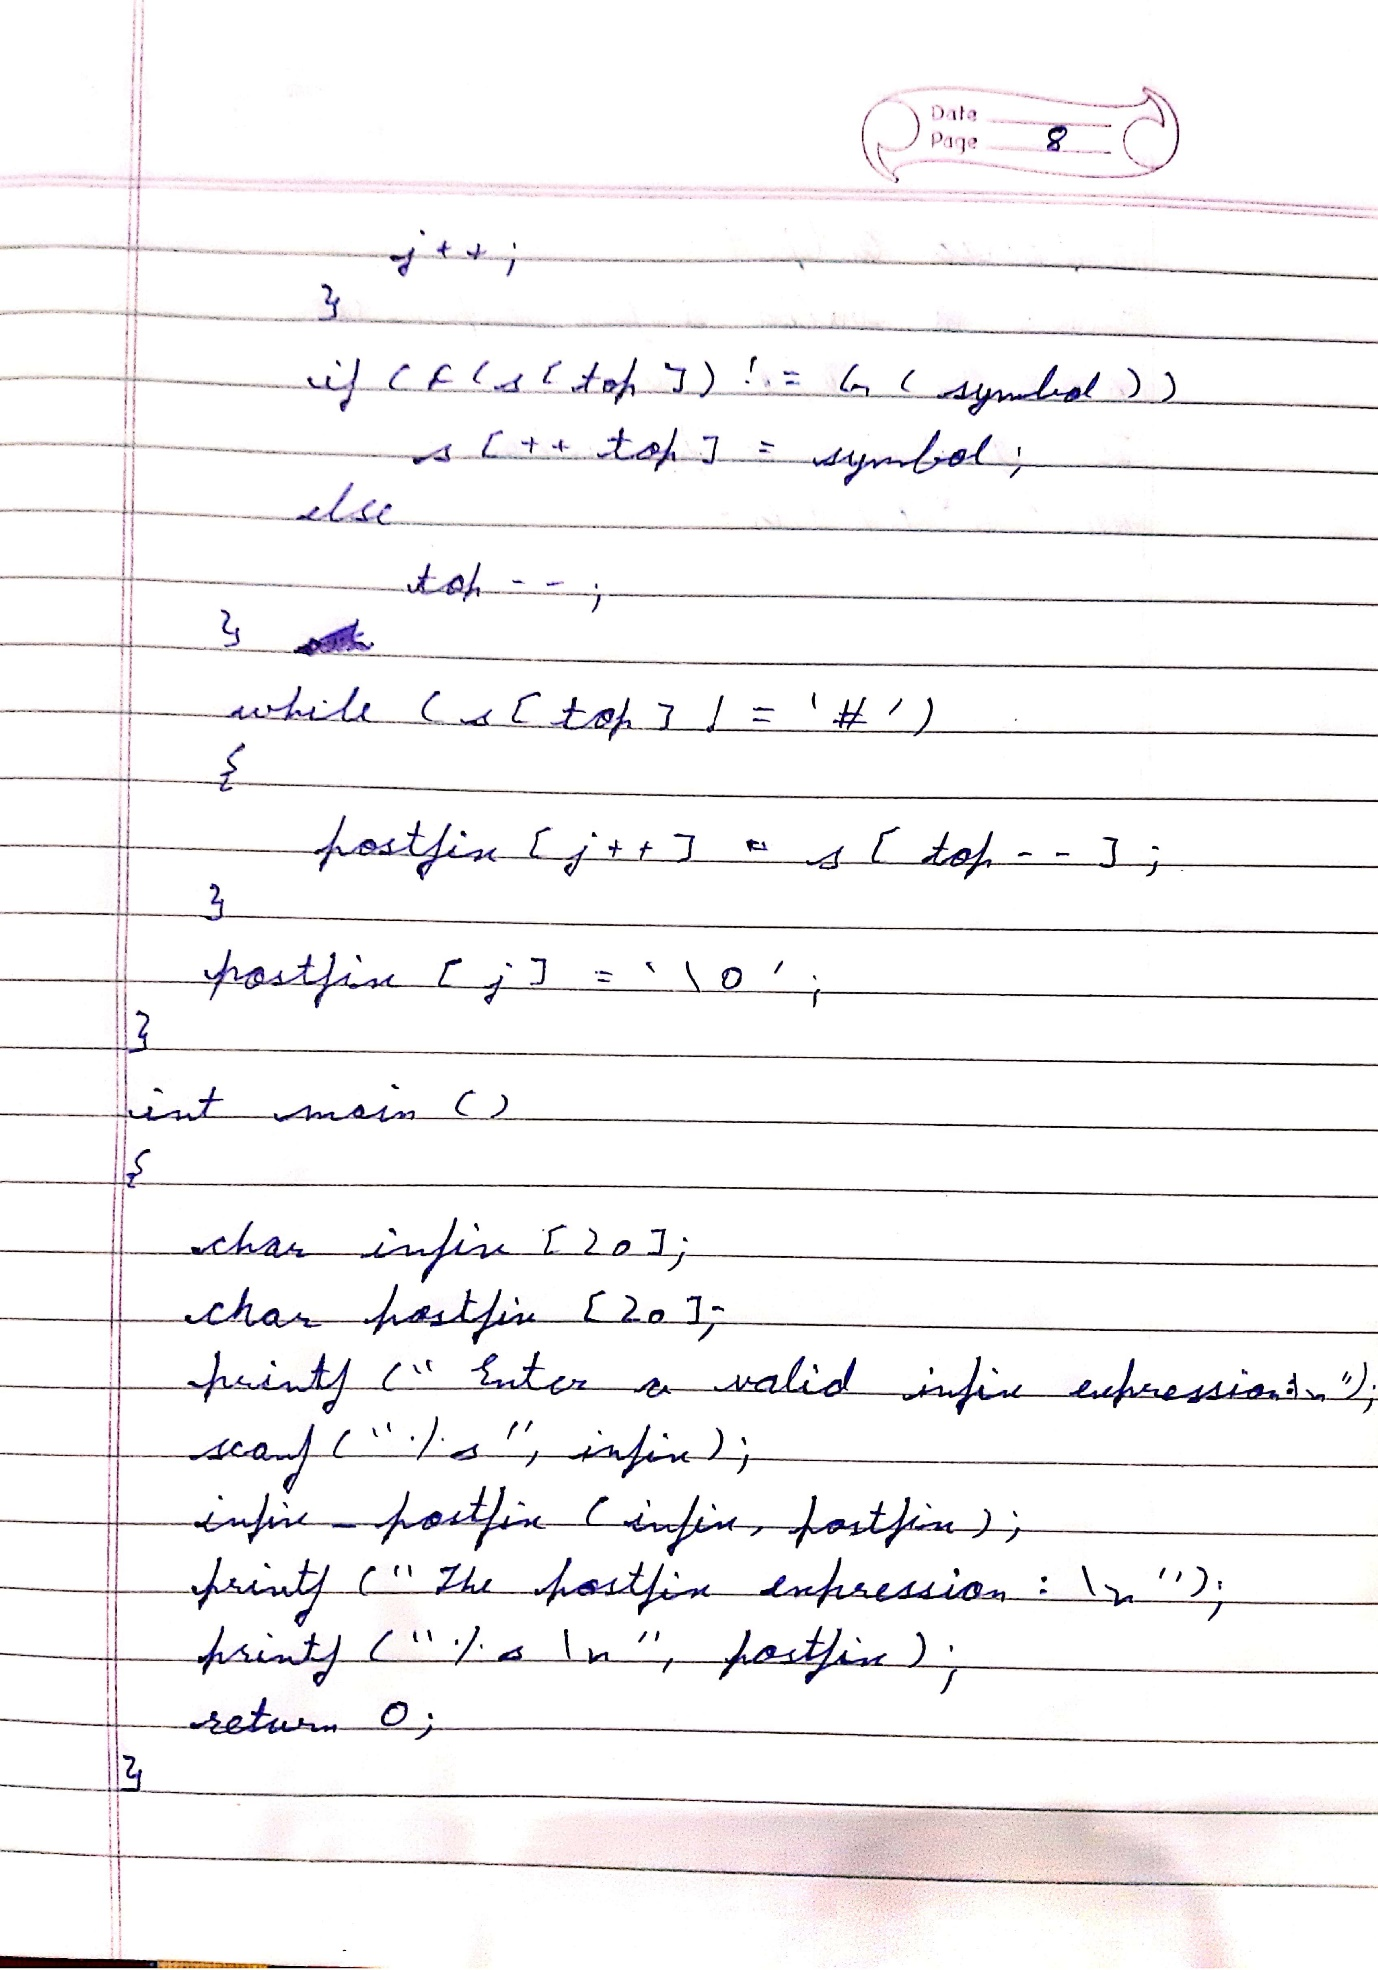 Date
Page 8
j++;
}
if (F(s[top]) != G(symbol))
s[++top] = symbol;
else
top--;
}
while (s[top] != '#')
{
postfix[j++] = s[top--];
}
postfix[j] = '\0';
}
int main()
{
char infix[20];
char postfix[20];
printf("Enter a valid infix expression:\n");
scanf("%s", infix);
infix_postfix(infix, postfix);
printf("The postfix expression: \n");
printf("%s\n", postfix);
return 0;
}